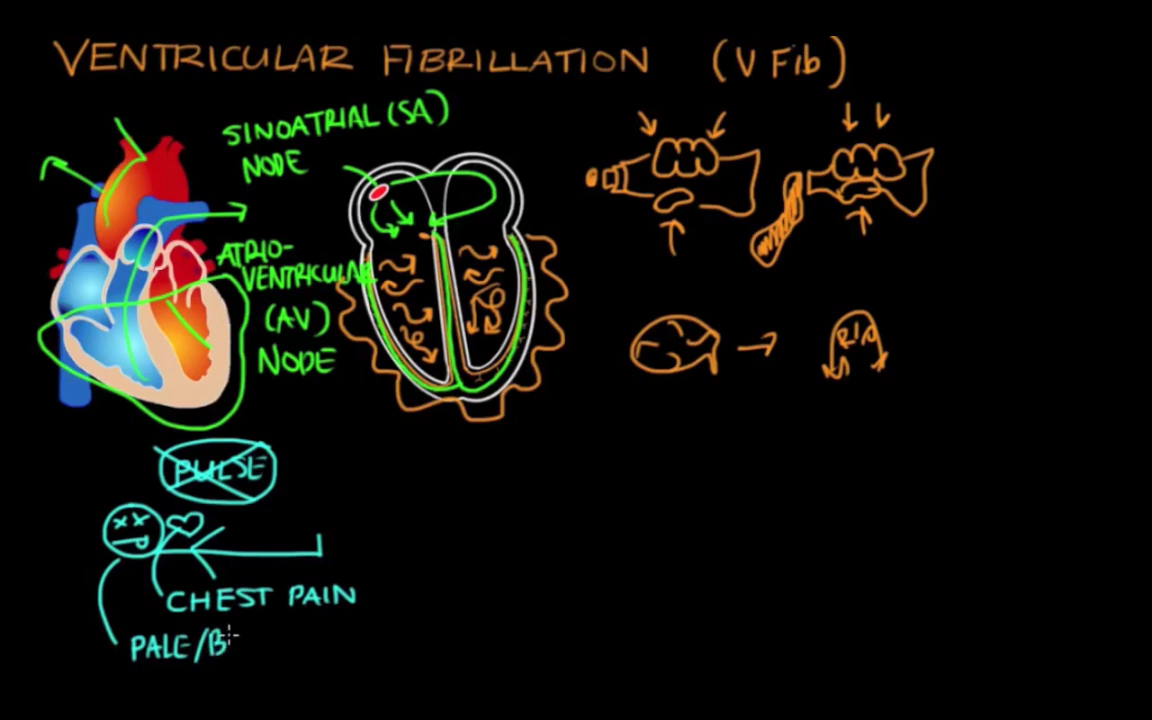 VENTRICULAR FIBRILLATION (V Fib)
SINOATRIAL (SA)
NODE
ATRIO-
VENTRICULAR
(AV)
NODE
PULSE
CHEST PAIN
PALE/B